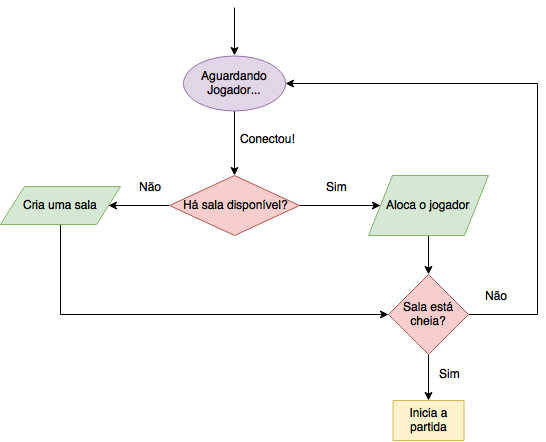 Aguardando
Jogador...
Conectou!
Não
Sim
Cria uma sala
Há sala disponível?
Aloca o jogador
Sala está
cheia?
Não
Sim
Inicia a
partida